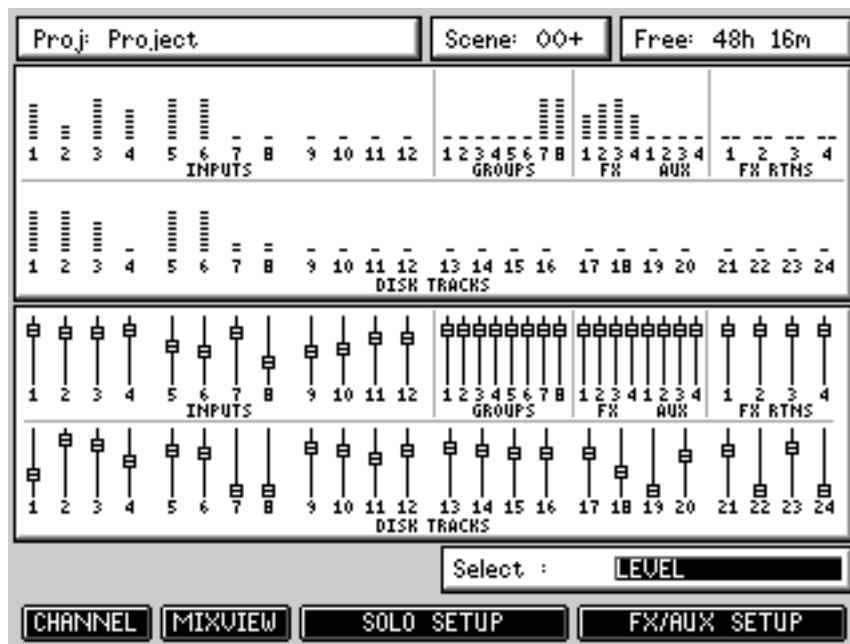 Proj: Project Scene: 00+ Free: 48h 16m
1 2 3 4 5 6 7 8 9 10 11 12 1 2 3 4 5 6 7 8 1 2 3 4 1 2 3 4 1 2 3 4
INPUTS GROUPS FX AUX FX RTNS
1 2 3 4 5 6 7 8 9 10 11 12 13 14 15 16 17 18 19 20 21 22 23 24
DISK TRACKS
1 2 3 4 5 6 7 8 9 10 11 12 1 2 3 4 5 6 7 8 1 2 3 4 1 2 3 4 1 2 3 4
INPUTS GROUPS FX AUX FX RTNS
1 2 3 4 5 6 7 8 9 10 11 12 13 14 15 16 17 18 19 20 21 22 23 24
DISK TRACKS
Select : LEVEL
CHANNEL MIXVIEW SOLO SETUP FX/AUX SETUP